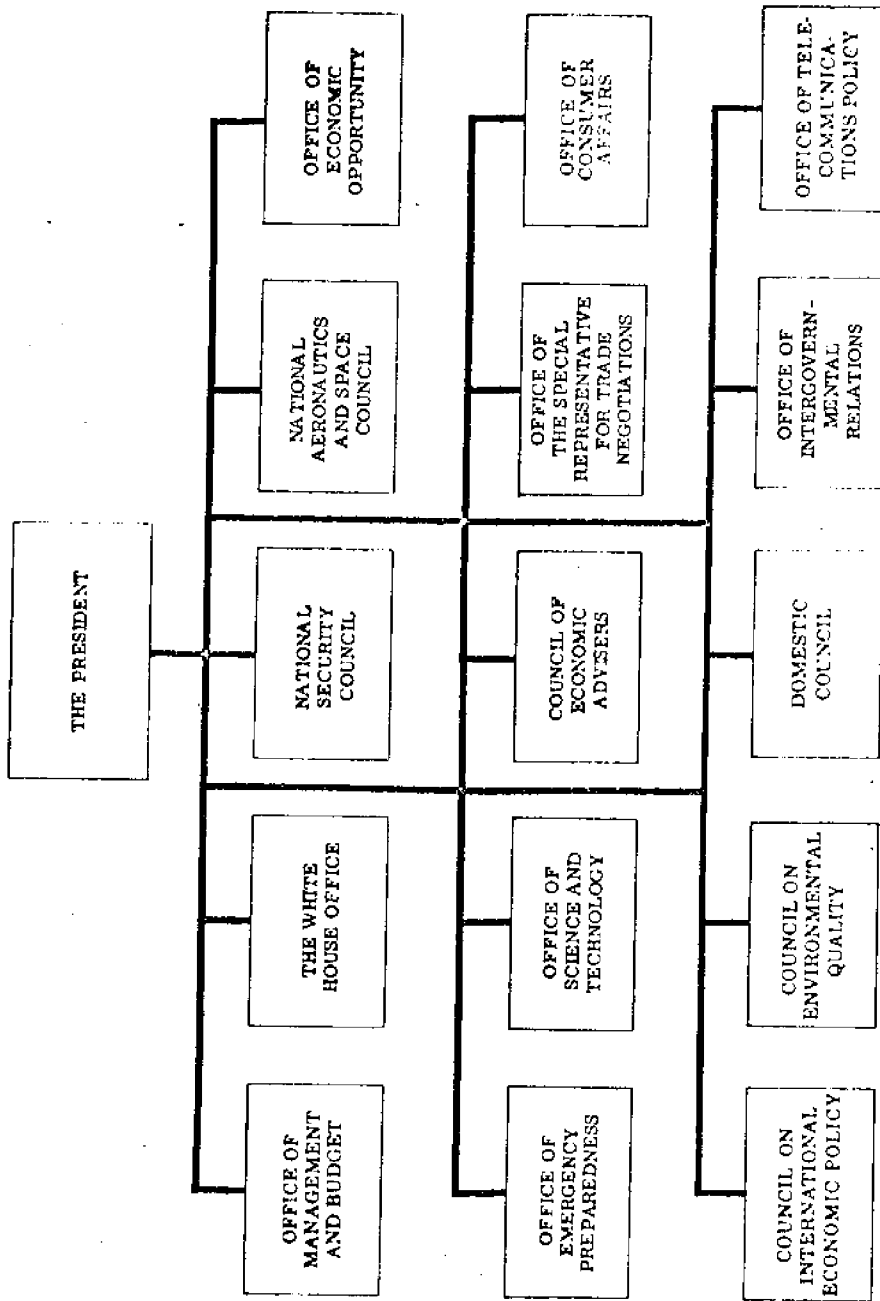 THE PRESIDENT
OFFICE OF
MANAGEMENT
AND BUDGET
THE WHITE
HOUSE OFFICE
NATIONAL
SECURITY
COUNCIL
NATIONAL
AERONAUTICS
AND SPACE
COUNCIL
OFFICE OF
ECONOMIC
OPPORTUNITY
OFFICE OF
EMERGENCY
PREPAREDNESS
OFFICE OF
SCIENCE AND
TECHNOLOGY
COUNCIL OF
ECONOMIC
ADVISERS
OFFICE OF
THE SPECIAL
REPRESENTATIVE
FOR TRADE
NEGOTIATIONS
OFFICE OF
CONSUMER
AFFAIRS
COUNCIL ON
INTERNATIONAL
ECONOMIC POLICY
COUNCIL ON
ENVIRONMENTAL
QUALITY
DOMESTIC
COUNCIL
OFFICE OF
INTERGOVERN-
MENTAL
RELATIONS
OFFICE OF TELE-
COMMUNICA-
TIONS POLICY